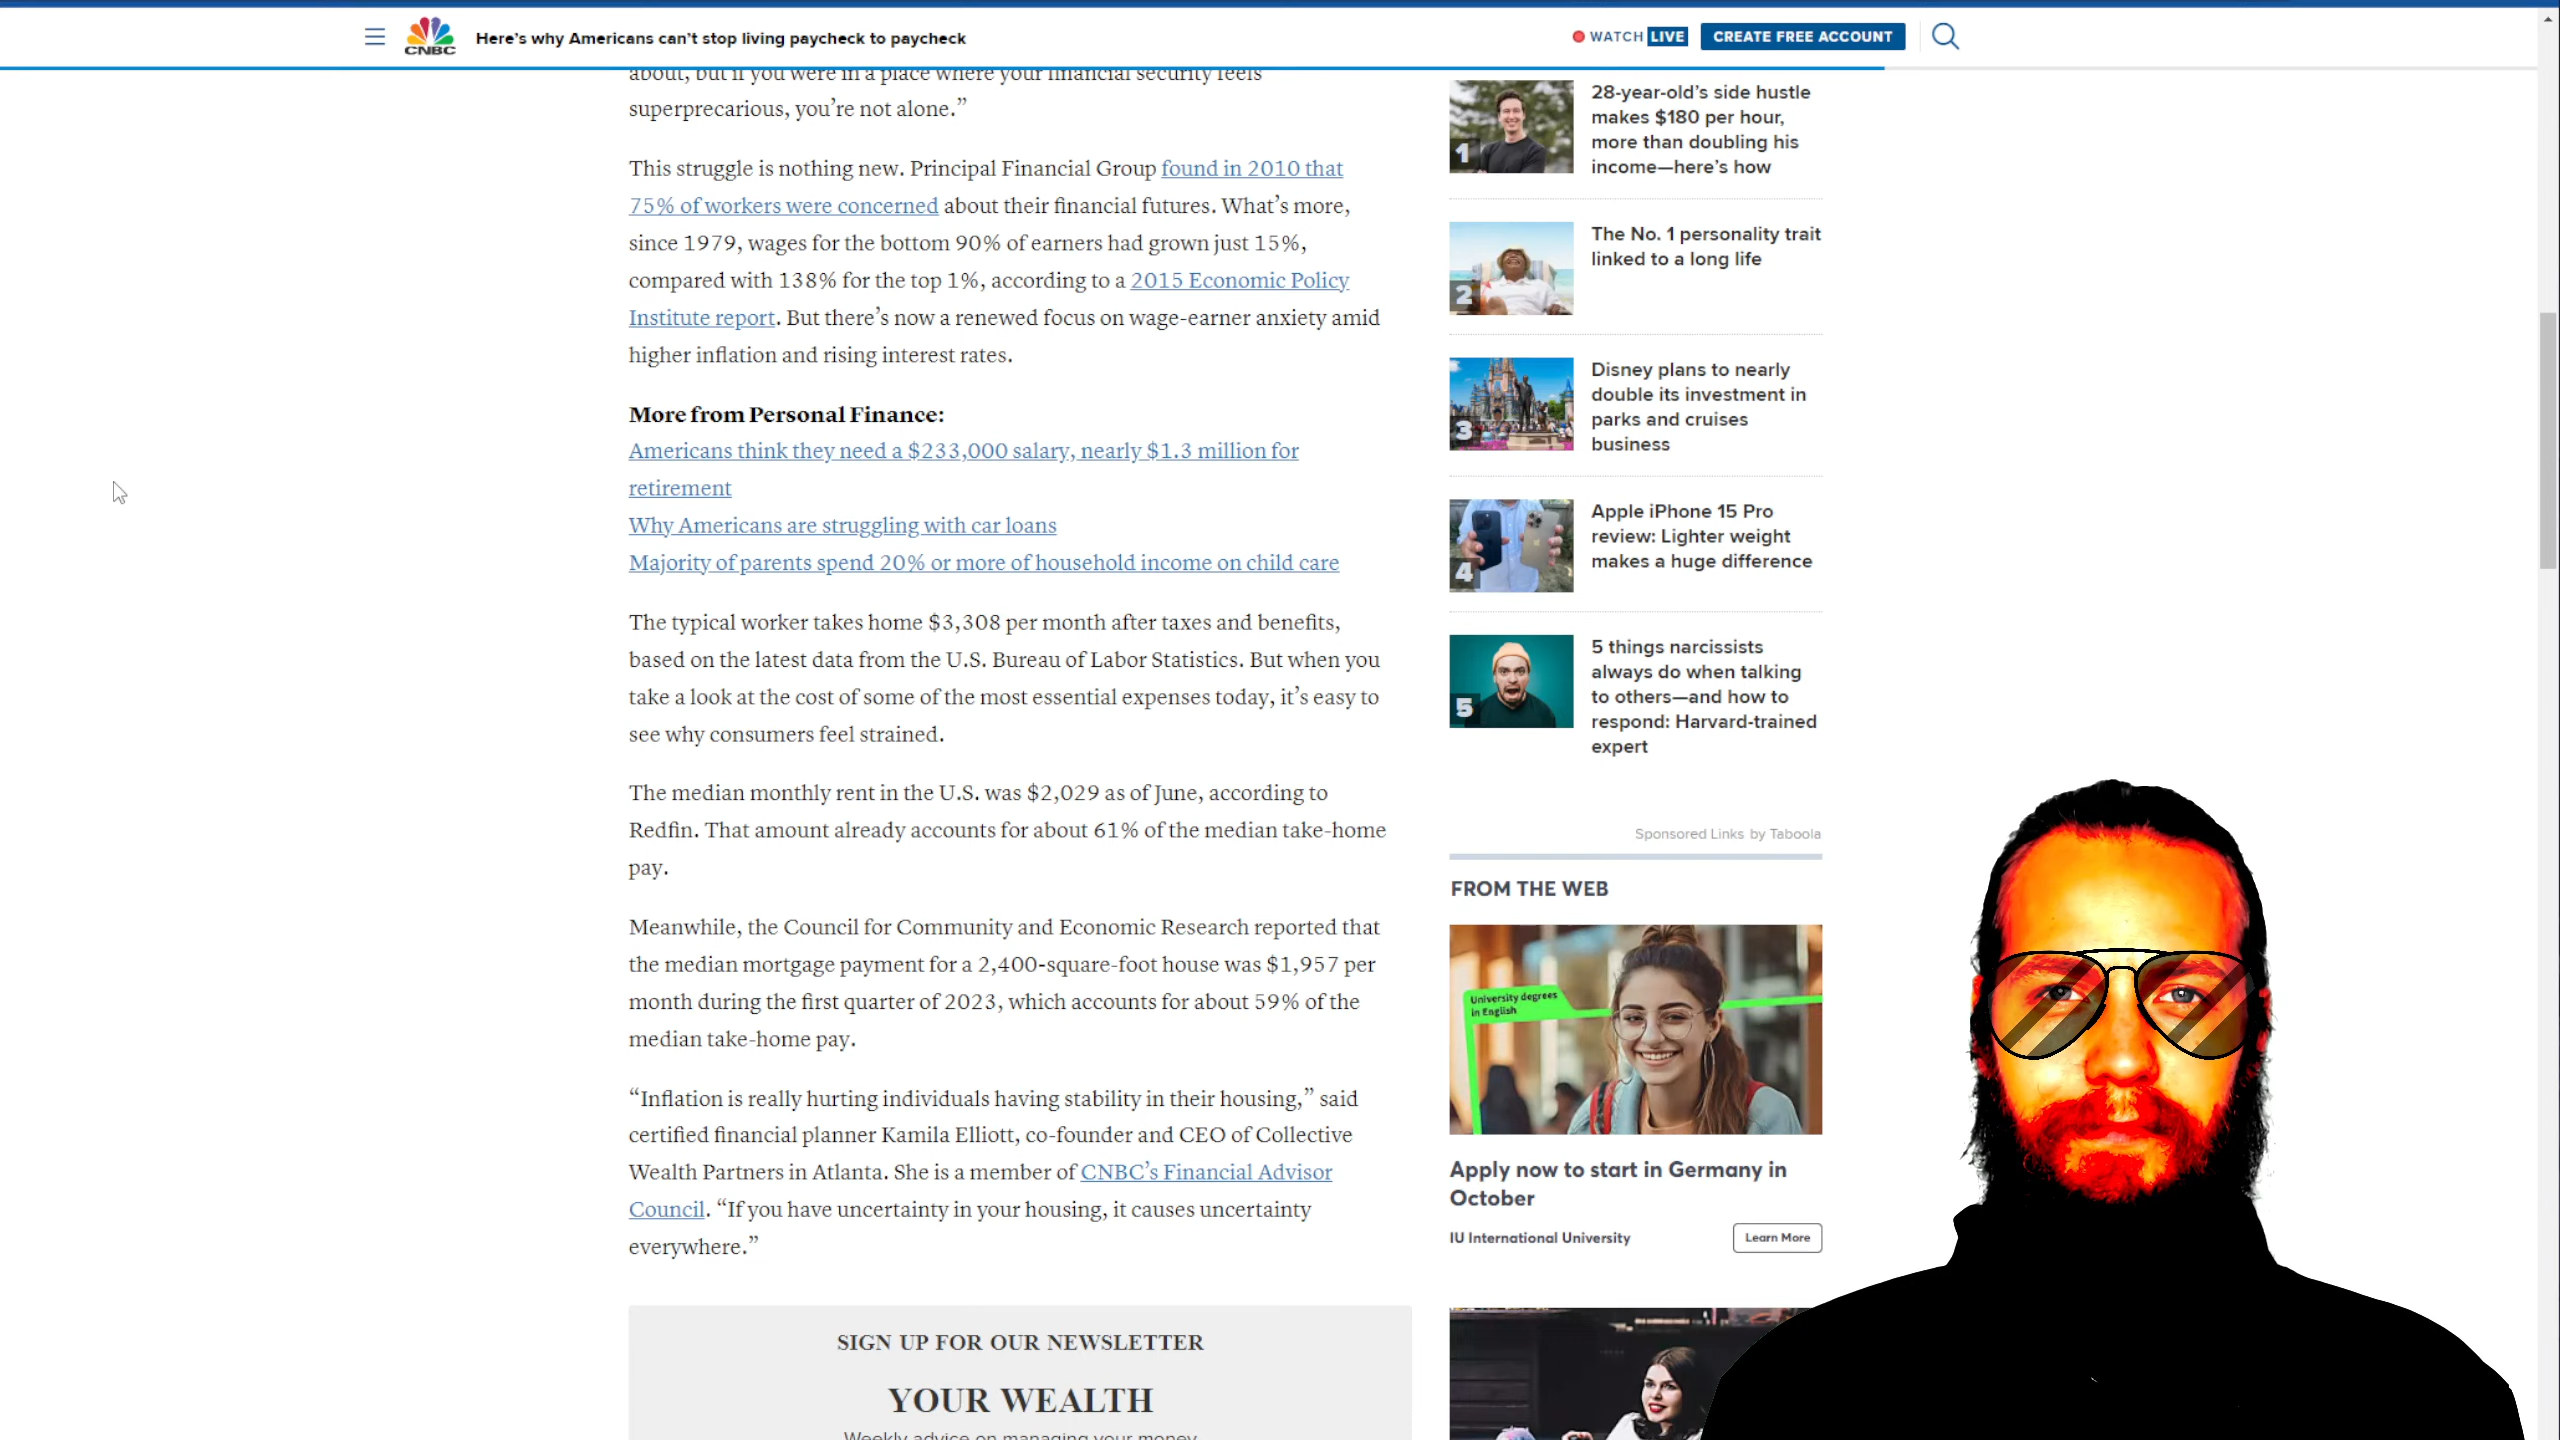 CNBC
Here's why Americans can't stop living paycheck to paycheck
WATCH LIVE
CREATE FREE ACCOUNT
about, but if you were in a place where your financial security feels
superprecarious, you're not alone.”
This struggle is nothing new. Principal Financial Group found in 2010 that
75% of workers were concerned about their financial futures. What's more,
since 1979, wages for the bottom 90% of earners had grown just 15%,
compared with 138% for the top 1%, according to a 2015 Economic Policy
Institute report. But there's now a renewed focus on wage-earner anxiety amid
higher inflation and rising interest rates.
More from Personal Finance:
Americans think they need a $233,000 salary, nearly $1.3 million for
retirement
Why Americans are struggling with car loans
Majority of parents spend 20% or more of household income on child care
The typical worker takes home $3,308 per month after taxes and benefits,
based on the latest data from the U.S. Bureau of Labor Statistics. But when you
take a look at the cost of some of the most essential expenses today, it's easy to
see why consumers feel strained.
The median monthly rent in the U.S. was $2,029 as of June, according to
Redfin. That amount already accounts for about 61% of the median take-home
pay.
Meanwhile, the Council for Community and Economic Research reported that
the median mortgage payment for a 2,400-square-foot house was $1,957 per
month during the first quarter of 2023, which accounts for about 59% of the
median take-home pay.
“Inflation is really hurting individuals having stability in their housing,” said
certified financial planner Kamila Elliott, co-founder and CEO of Collective
Wealth Partners in Atlanta. She is a member of CNBC's Financial Advisor
Council. “If you have uncertainty in your housing, it causes uncertainty
everywhere.”
SIGN UP FOR OUR NEWSLETTER
YOUR WEALTH
Weekly advice on managing your money
1
28-year-old's side hustle
makes $180 per hour,
more than doubling his
income—here's how
2
The No. 1 personality trait
linked to a long life
3
Disney plans to nearly
double its investment in
parks and cruises
business
4
Apple iPhone 15 Pro
review: Lighter weight
makes a huge difference
5
5 things narcissists
always do when talking
to others—and how to
respond: Harvard-trained
expert
Sponsored Links by Taboola
FROM THE WEB
University degrees
in English
Apply now to start in Germany in
October
IU International University
Learn More